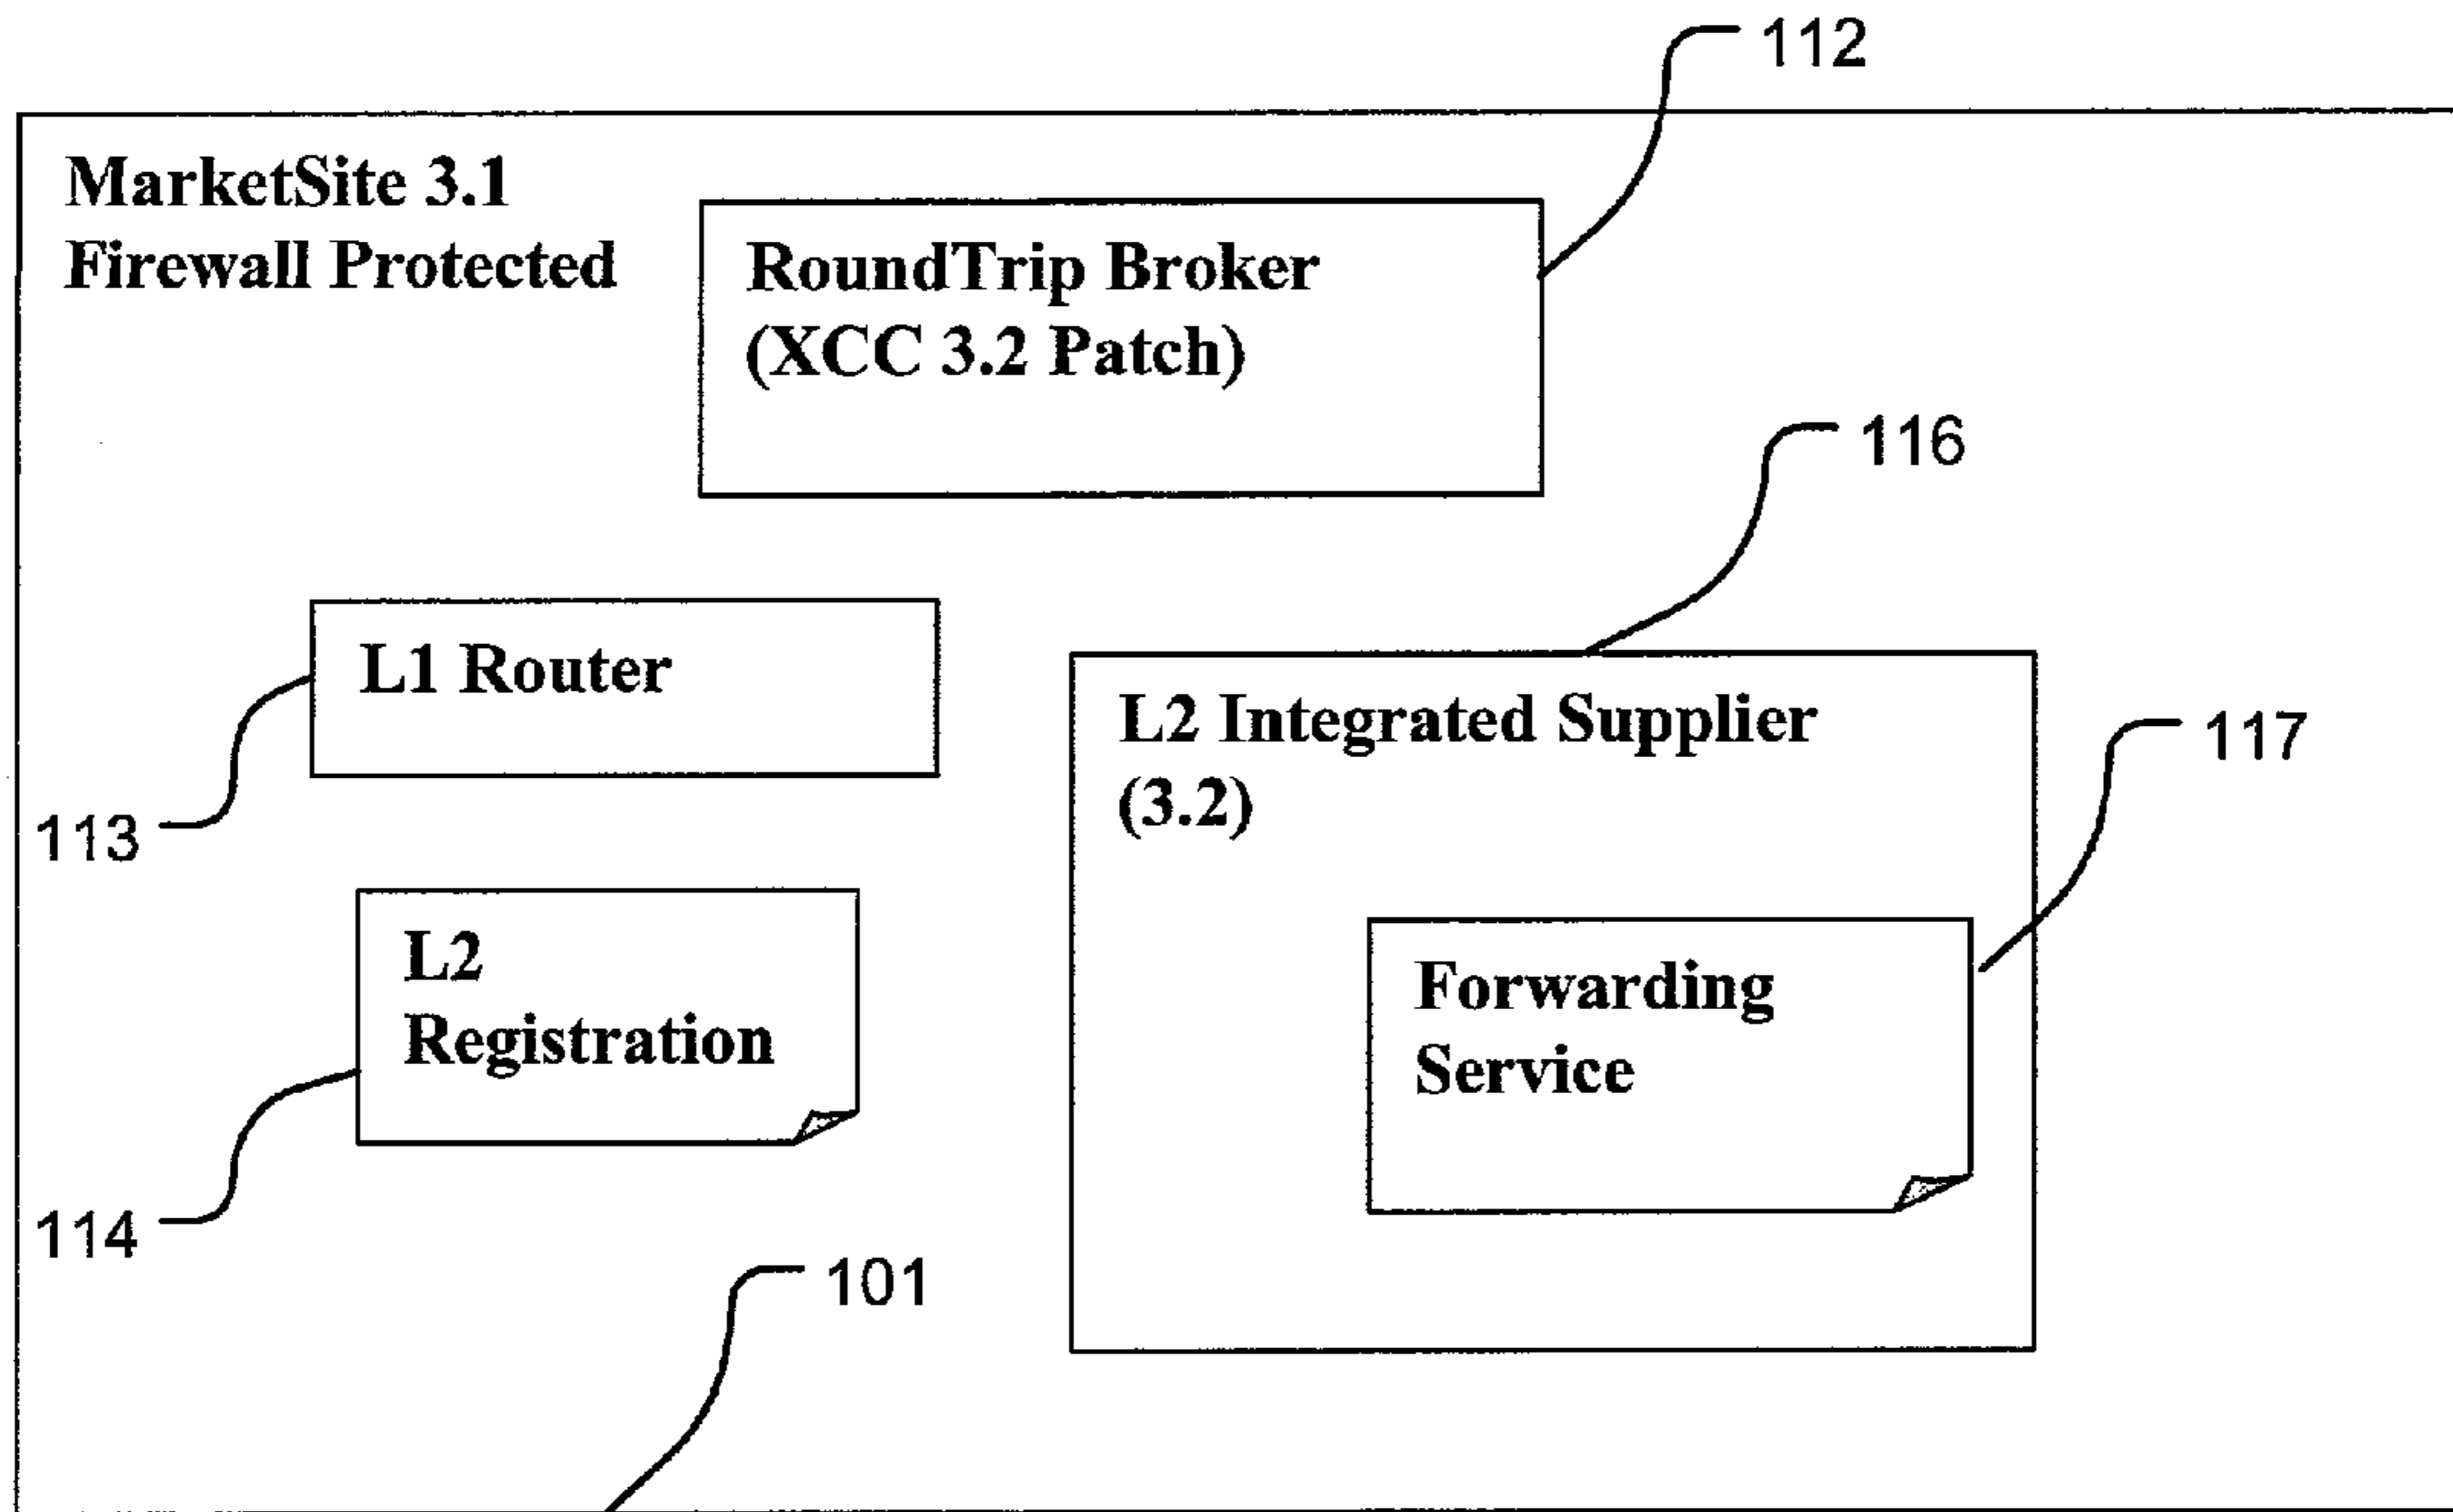 112
MarketSite 3.1
Firewall Protected
RoundTrip Broker
(XCC 3.2 Patch)
116
L1 Router
113
L2 Integrated Supplier
(3.2)
117
L2
Registration
114
Forwarding
Service
101